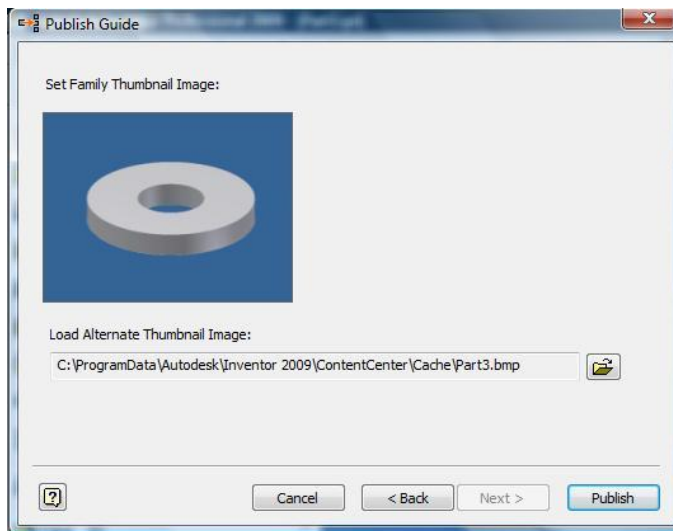 Publish Guide
Set Family Thumbnail Image:
Load Alternate Thumbnail Image:
C:\ProgramData\Autodesk\Inventor 2009\ContentCenter\Cache\Part3.bmp
Cancel
< Back
Next >
Publish